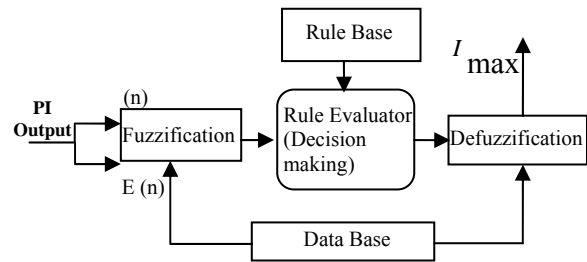 Rule Base
I max
PI
Output
(n)
Fuzzification
Rule Evaluator
(Decision
making)
Defuzzification
E (n)
Data Base